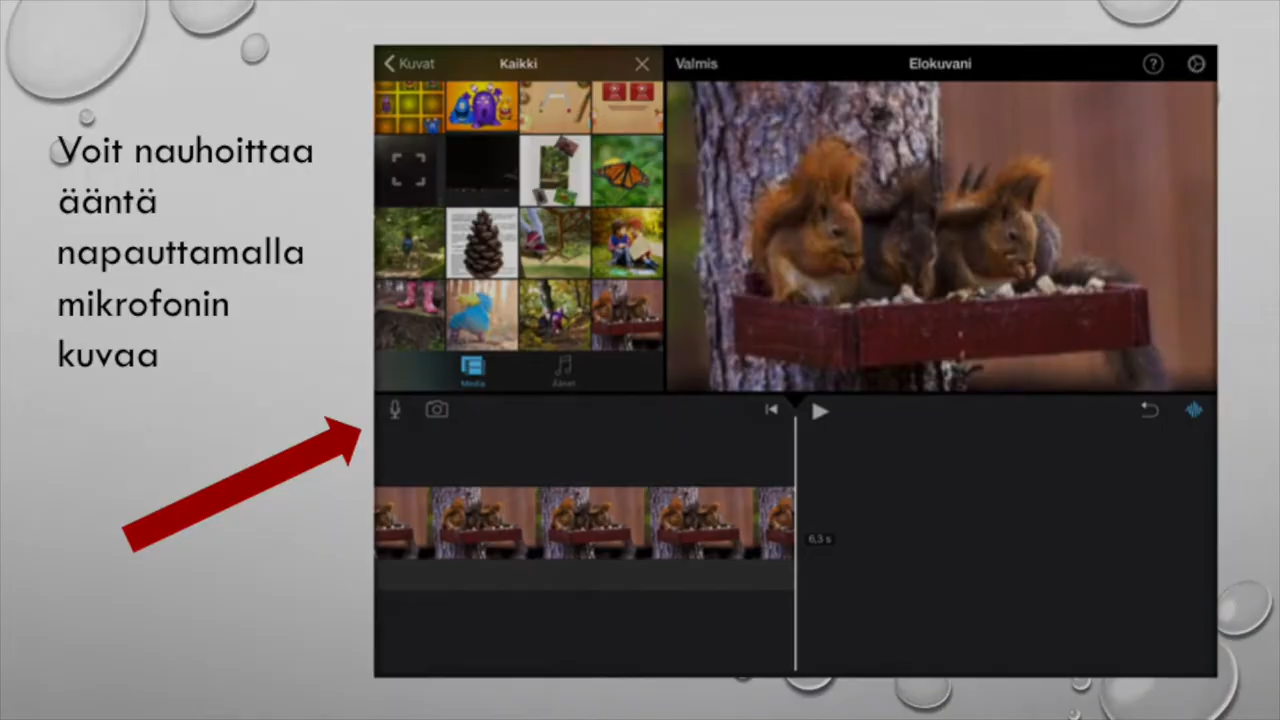 Voit nauhoittaa
ääntä
napauttamalla
mikrofonin
kuvaa
Kuvat
Kaikki
Valmis
Elokuvani
?
Media
Äänet
6,3 s